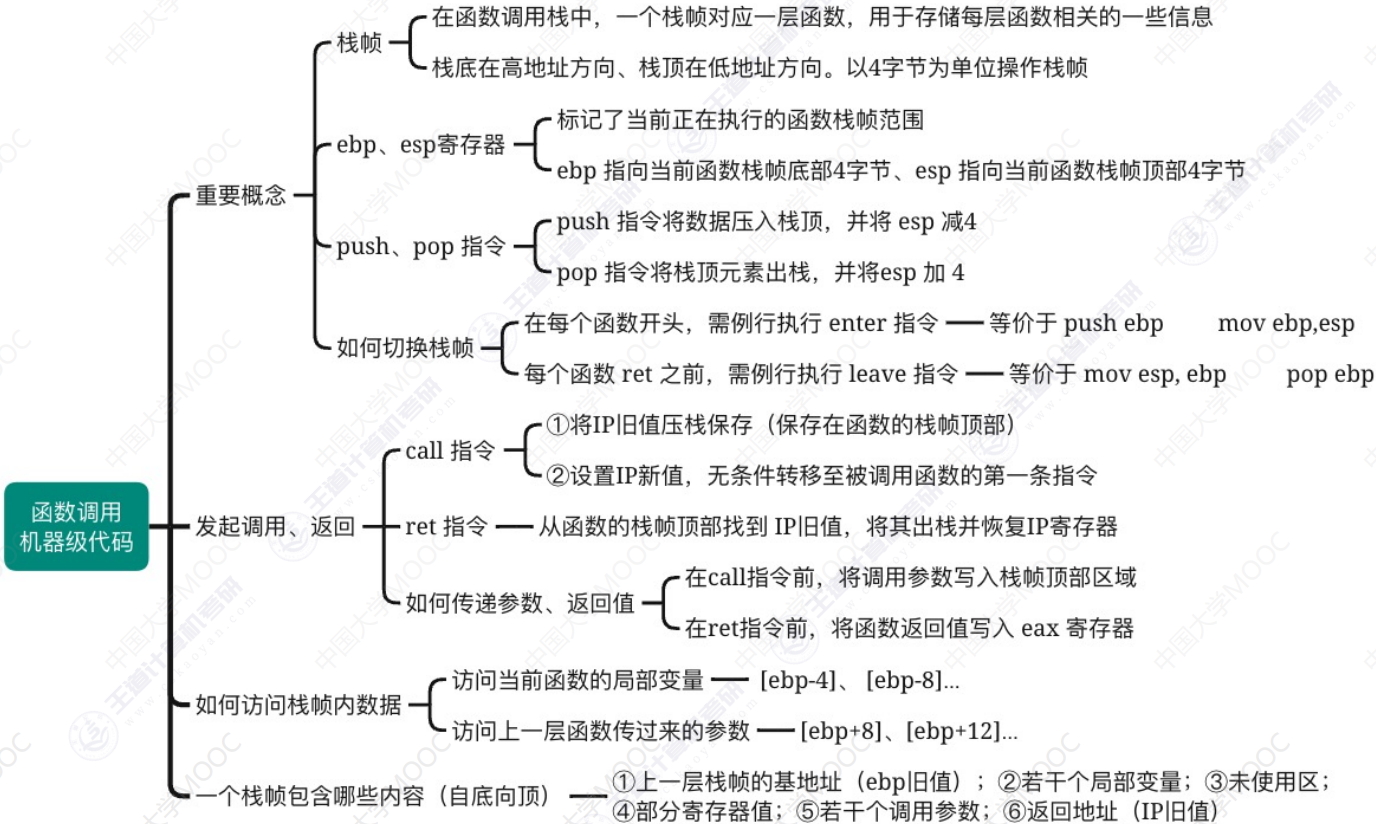 在函数调用栈中，一个栈帧对应一层函数，用于存储每层函数相关的一些信息
栈帧
栈底在高地址方向、栈顶在低地址方向。以4字节为单位操作栈帧
标记了当前正在执行的函数栈帧范围
ebp、esp寄存器
ebp 指向当前函数栈帧底部4字节、esp 指向当前函数栈帧顶部4字节
重要概念
push 指令将数据压入栈顶，并将 esp 减4
push、pop 指令
pop 指令将栈顶元素出栈，并将esp 加 4
在每个函数开头，需例行执行 enter 指令 等价于 push ebp mov ebp,esp
如何切换栈帧
每个函数 ret 之前，需例行执行 leave 指令 等价于 mov esp, ebp pop ebp
①将IP旧值压栈保存（保存在函数的栈帧顶部）
call 指令
②设置IP新值，无条件转移至被调用函数的第一条指令
函数调用
机器级代码
发起调用、返回
ret 指令 从函数的栈帧顶部找到 IP旧值，将其出栈并恢复IP寄存器
在call指令前，将调用参数写入栈帧顶部区域
如何传递参数、返回值
在ret指令前，将函数返回值写入 eax 寄存器
访问当前函数的局部变量 [ebp-4]、 [ebp-8]...
如何访问栈帧内数据
访问上一层函数传过来的参数 [ebp+8]、[ebp+12]...
一个栈帧包含哪些内容（自底向顶）
①上一层栈帧的基地址（ebp旧值）；②若干个局部变量；③未使用区；
④部分寄存器值；⑤若干个调用参数；⑥返回地址（IP旧值）
中国大学MOOC
王道计算机考研
www.cskaoyan.com